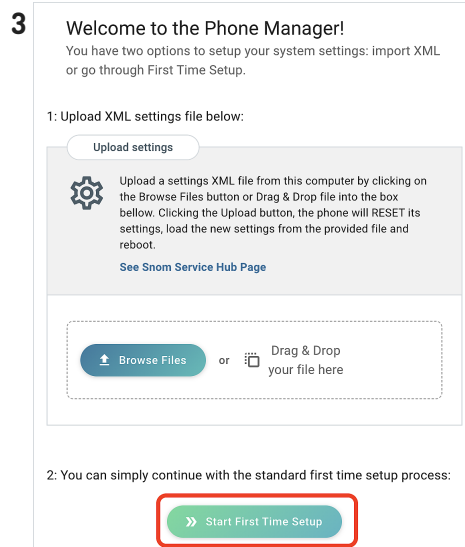 3
Welcome to the Phone Manager!
You have two options to setup your system settings: import XML
or go through First Time Setup.
1: Upload XML settings file below:
Upload settings
Upload a settings XML file from this computer by clicking on
the Browse Files button or Drag & Drop file into the box
bellow. Clicking the Upload button, the phone will RESET its
settings, load the new settings from the provided file and
reboot.
See Snom Service Hub Page
Browse Files
or
Drag & Drop
your file here
2: You can simply continue with the standard first time setup process:
Start First Time Setup